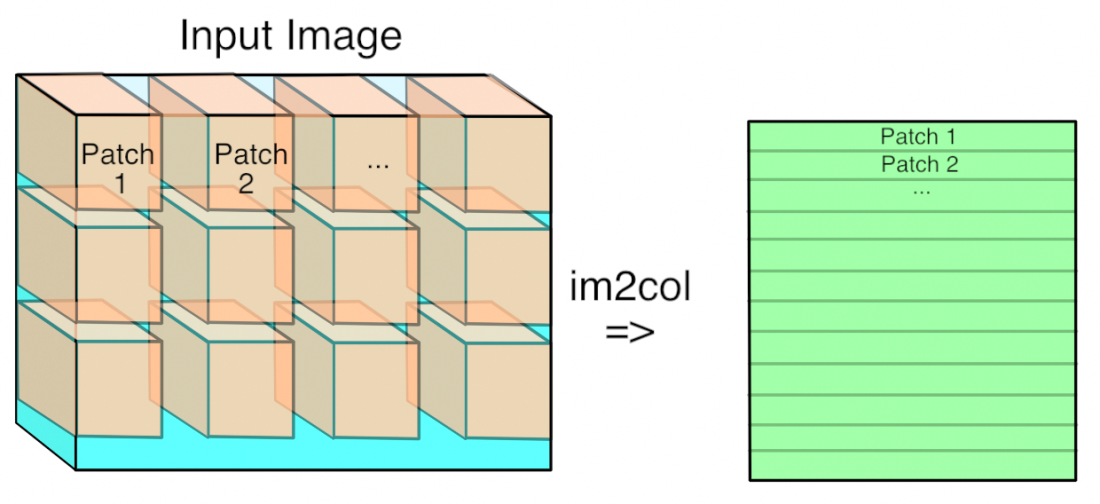 Input Image
Patch
1
Patch
2
...
im2col
=>
Patch 1
Patch 2
...